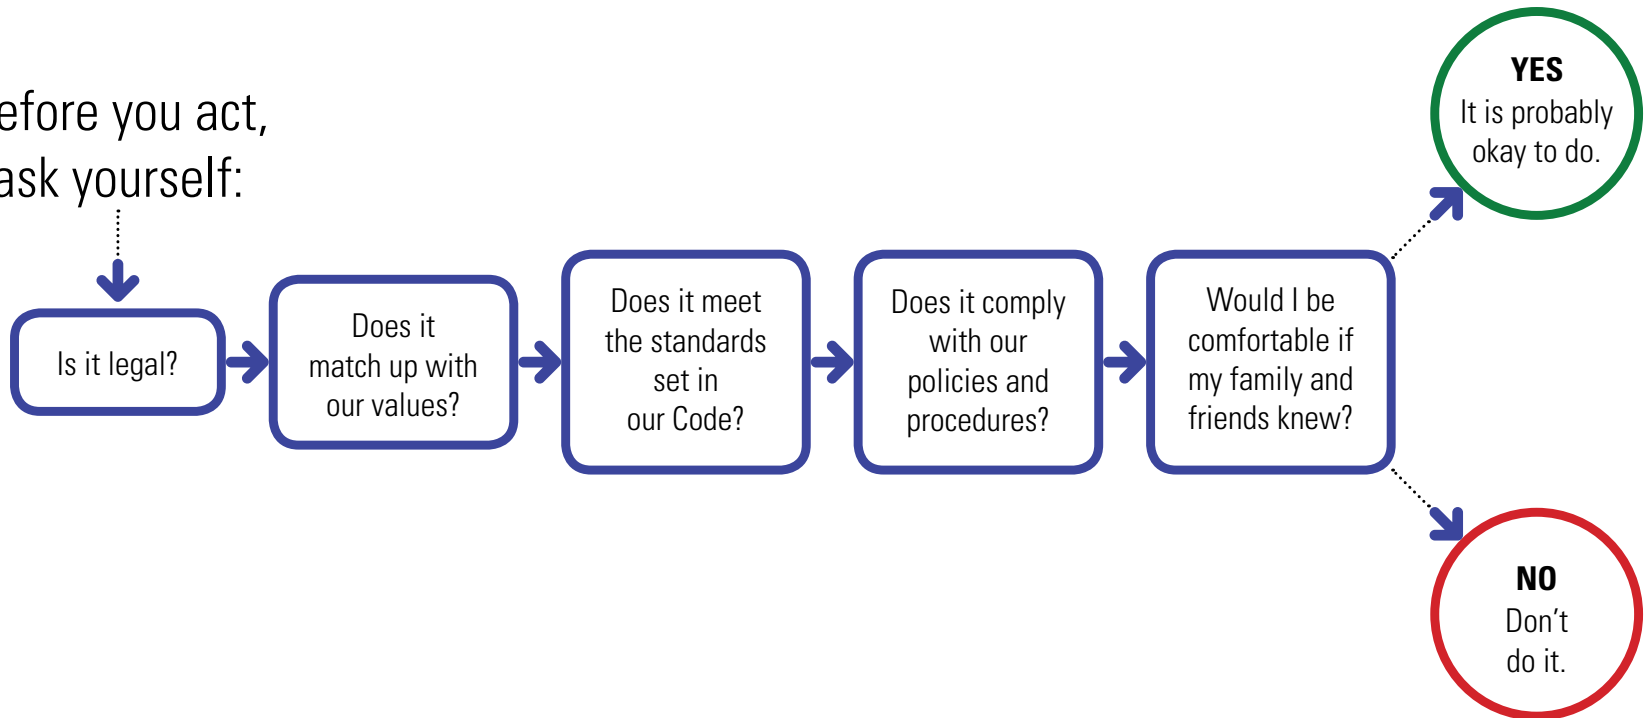 efore you act,
ask yourself:
Is it legal?
Does it
match up with
our values?
Does it meet
the standards
set in
our Code?
Does it comply
with our
policies and
procedures?
Would I be
comfortable if
my family and
friends knew?
YES
It is probably
okay to do.
NO
Don't
do it.